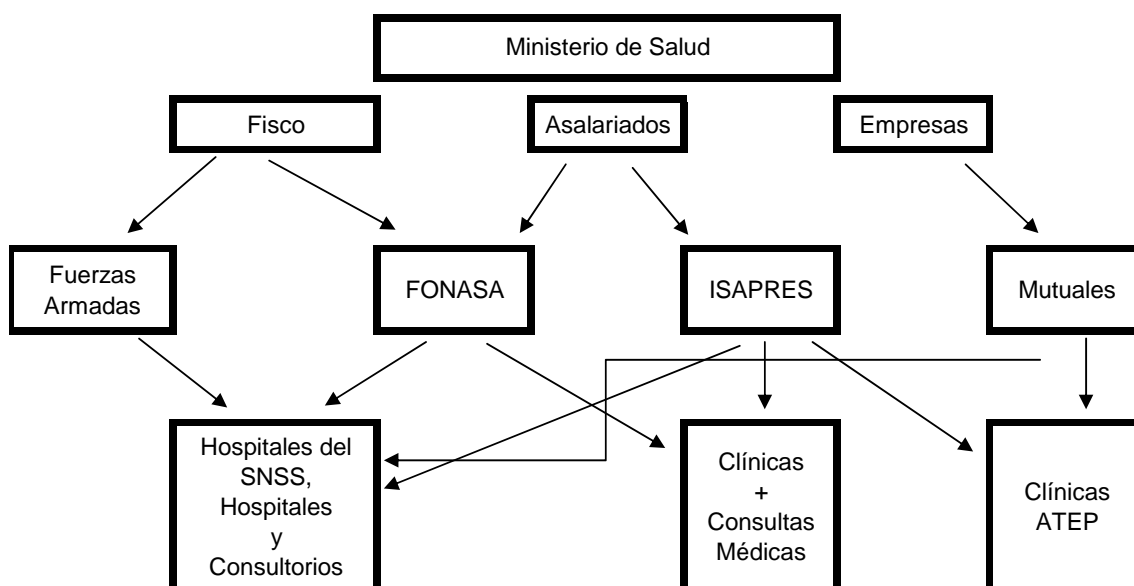 Ministerio de Salud
Fisco
Asalariados
Empresas
Fuerzas
Armadas
FONASA
ISAPRES
Mutuales
Hospitales del
SNSS,
Hospitales
y
Consultorios
Clínicas
+
Consultas
Médicas
Clínicas
ATEP